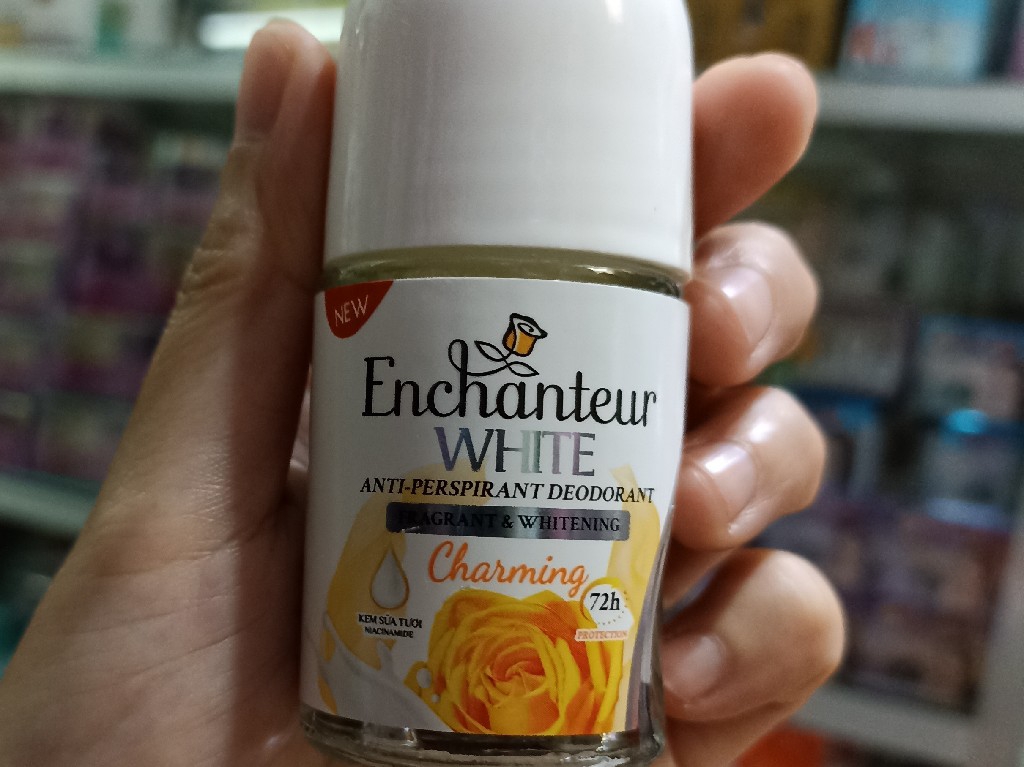 NEW
Enchanteur
WHITE
ANTI-PERSPIRANT DEODORANT
FRAGRANT & WHITENING
Charming
72h
PROTECTION
KEM SỮA TƯƠI
NIACINAMIDE